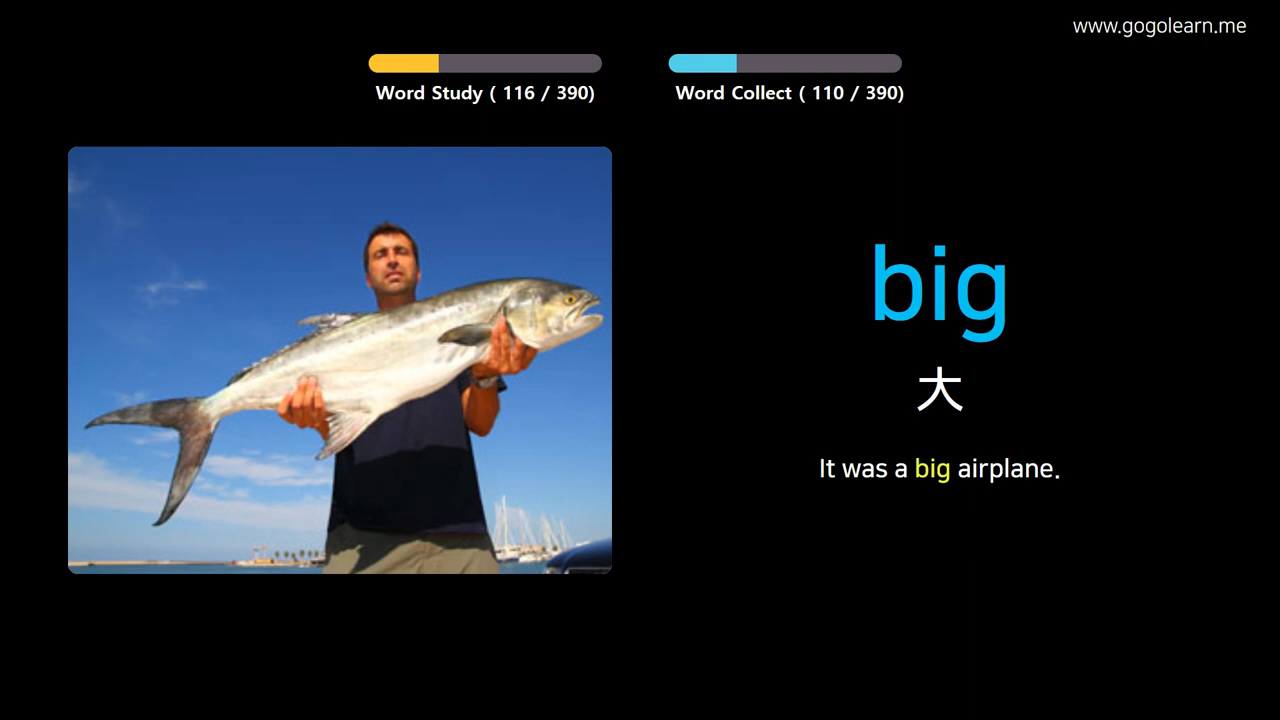 www.gogolearn.me
Word Study ( 116 / 390)
Word Collect ( 110 / 390)
big
大
It was a big airplane.